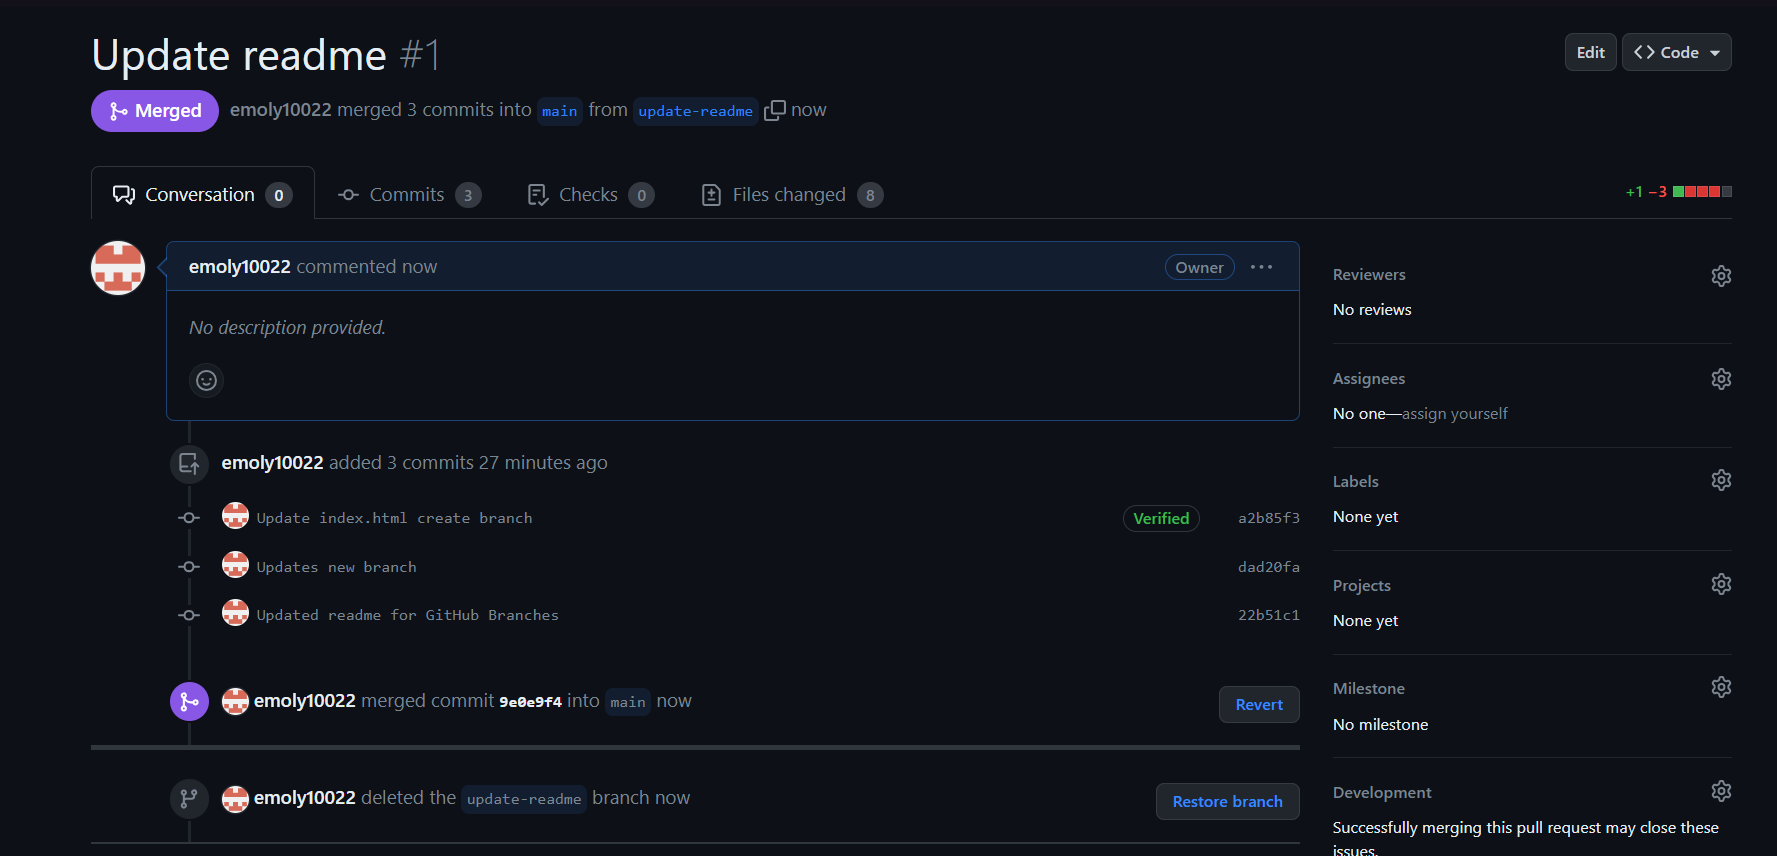 Update readme #1
Edit
Code
Merged
emoly10022 merged 3 commits into main from update-readme now
Conversation 0
Commits 3
Checks 0
Files changed 8
+1 −3
emoly10022 commented now
Owner
No description provided.
emoly10022 added 3 commits 27 minutes ago
Update index.html create branch
Verified
a2b85f3
Updates new branch
dad20fa
Updated readme for GitHub Branches
22b51c1
emoly10022 merged commit 9e0e9f4 into main now
Revert
emoly10022 deleted the update-readme branch now
Restore branch
Reviewers
No reviews
Assignees
No one—assign yourself
Labels
None yet
Projects
None yet
Milestone
No milestone
Development
Successfully merging this pull request may close these
issues.